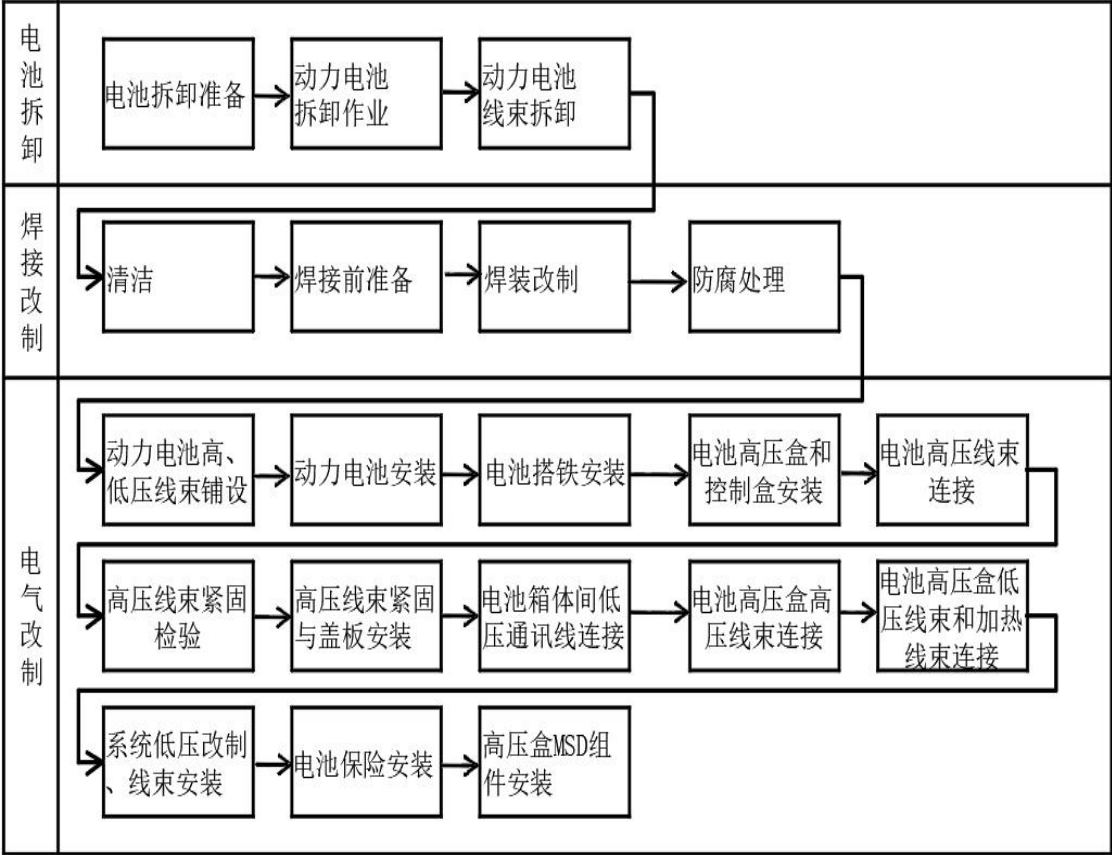 电池拆卸
电池拆卸准备
动力电池
拆卸作业
动力电池
线束拆卸
焊接改制
清洁
焊接前准备
焊装改制
防腐处理
电气改制
动力电池高、
低压线束铺设
动力电池安装
电池搭铁安装
电池高压盒和
控制盒安装
电池高压线束
连接
高压线束紧固
检验
高压线束紧固
与盖板安装
电池箱体间低
压通讯线连接
电池高压盒高
压线束连接
电池高压盒低
压线束和加热
线束连接
系统低压改制
、线束安装
电池保险安装
高压盒MSD组
件安装